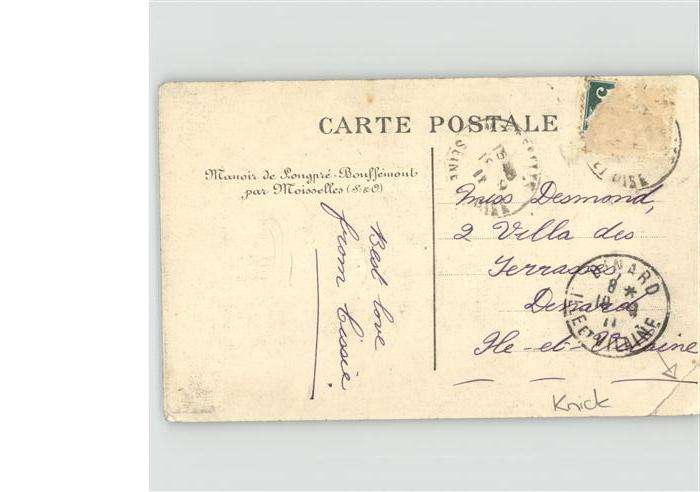 CARTE POSTALE
Manoir de Longpré-Bouffémont
par Moisselles (S.&O)
Best love
from Cissie.
Miss Desmond,
2 Villa des
Terrasses,
Dinard
Ile-et-Vilaine
DINARD
8 *
ILLE ET VILAINE
Knick